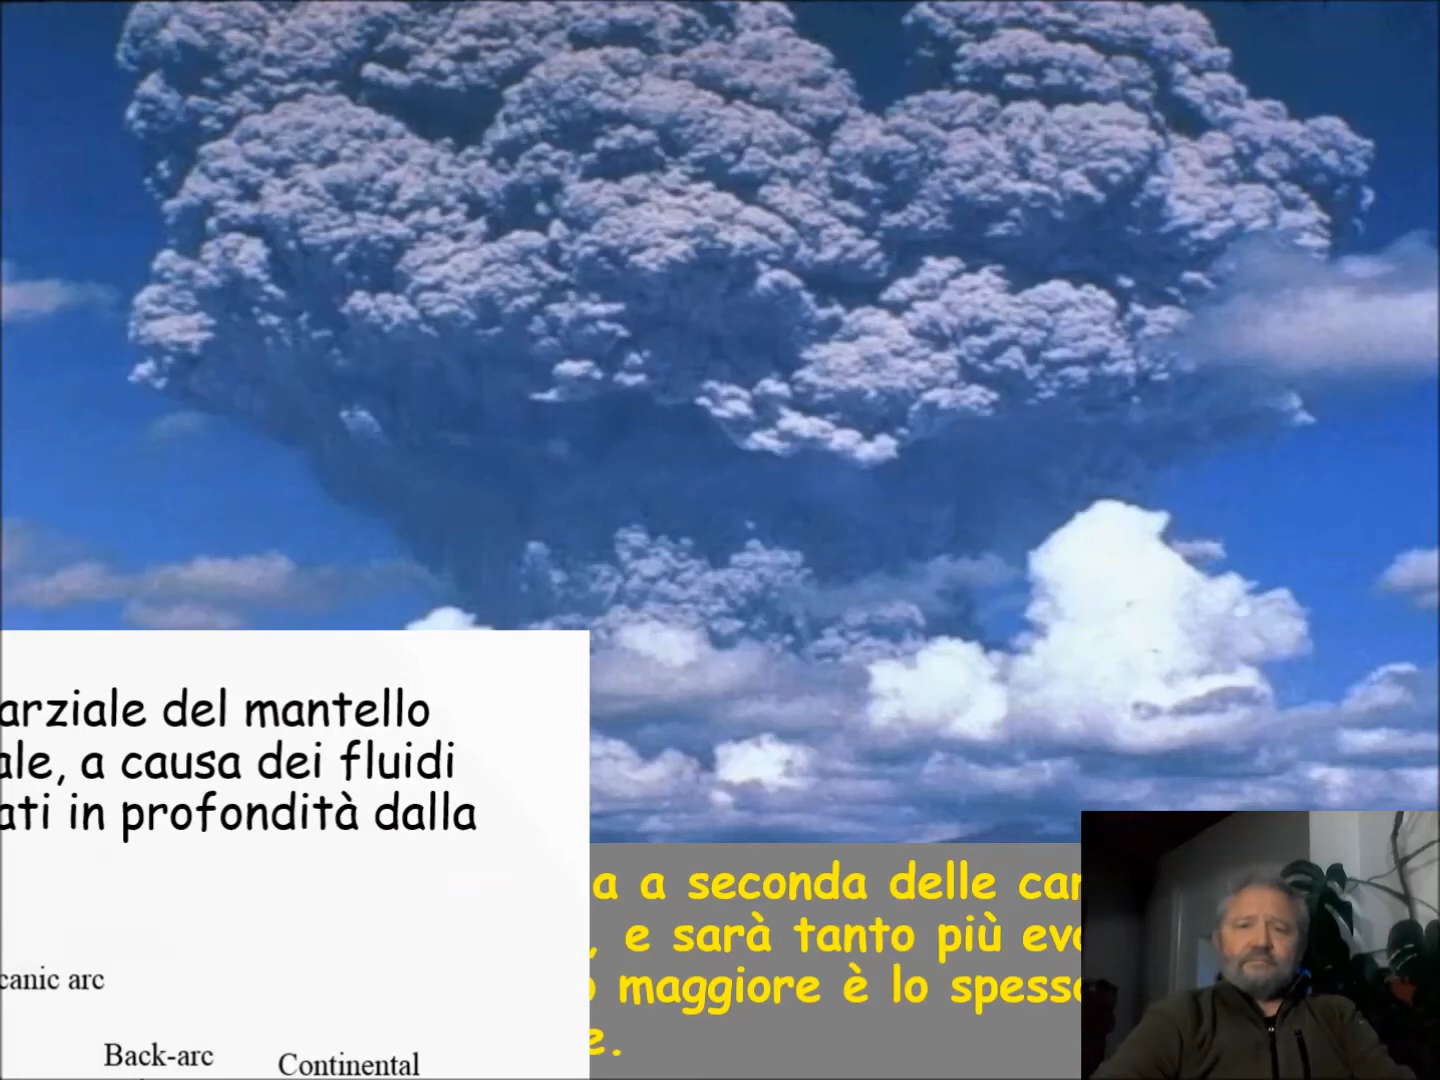 arziale del mantello
ale, a causa dei fluidi
ati in profondità dalla
canic arc
Back-arc
Continental
a a seconda delle car
, e sarà tanto più evo
o maggiore è lo spesso
e.